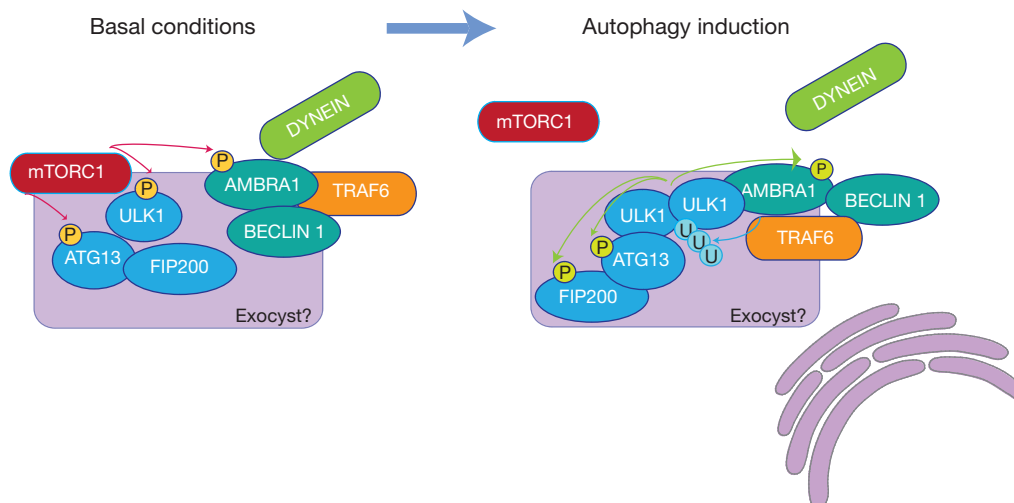 Basal conditions
Autophagy induction
DYNEIN
mTORC1
P
P
P
AMBRA1
TRAF6
ULK1
BECLIN 1
ATG13
FIP200
Exocyst?
DYNEIN
mTORC1
P
AMBRA1
BECLIN 1
ULK1
ULK1
TRAF6
U
U
U
P
ATG13
P
FIP200
Exocyst?